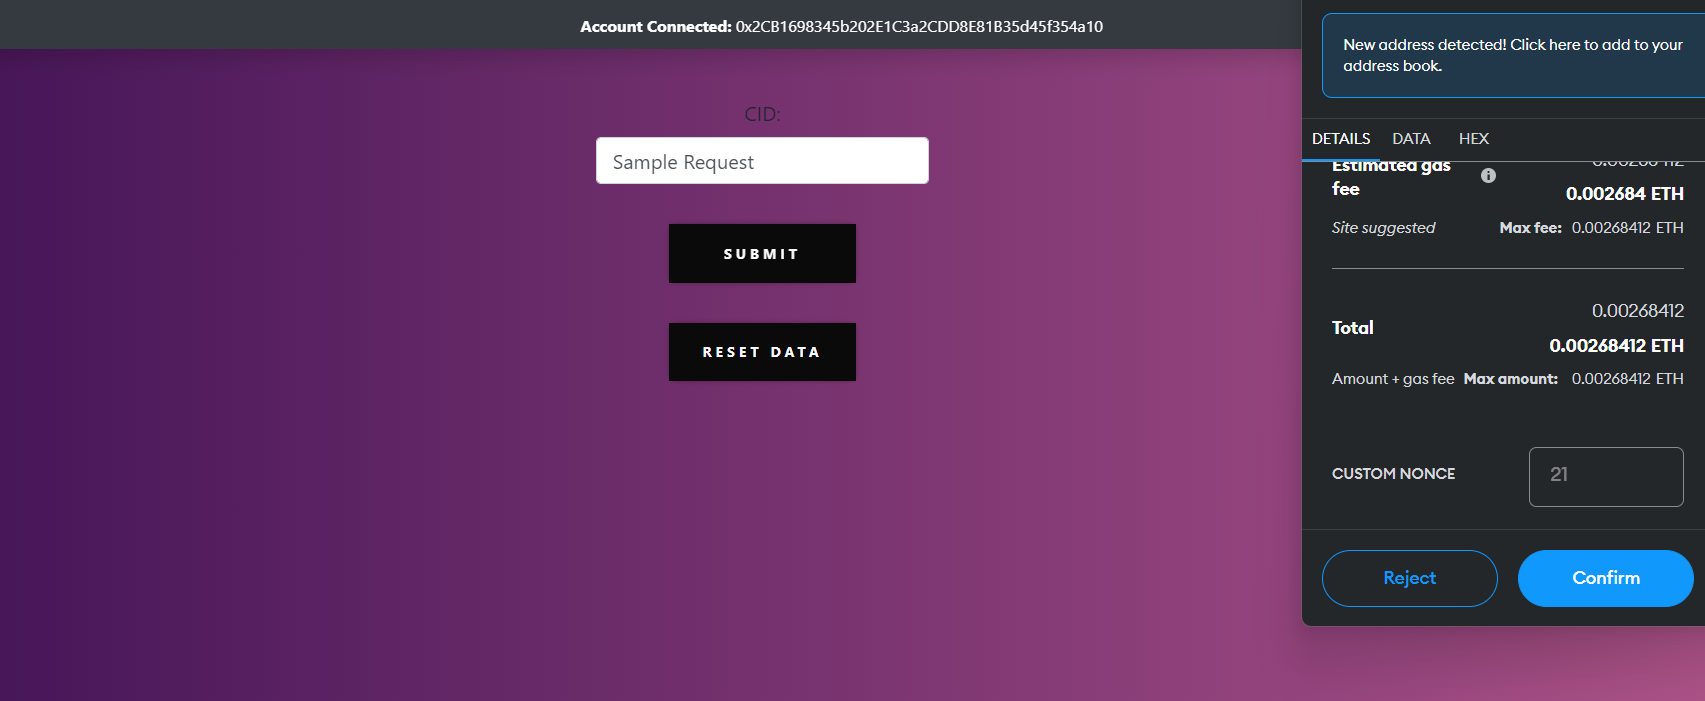 Account Connected: 0x2CB1698345b202E1C3a2CDD8E81B35d45f354a10
CID:
Sample Request
SUBMIT
RESET DATA
New address detected! Click here to add to your
address book.
DETAILS DATA HEX
Estimated gas
fee
0.002684 ETH
Site suggested Max fee: 0.00268412 ETH
0.00268412
Total
0.00268412 ETH
Amount + gas fee Max amount: 0.00268412 ETH
CUSTOM NONCE 21
Reject Confirm